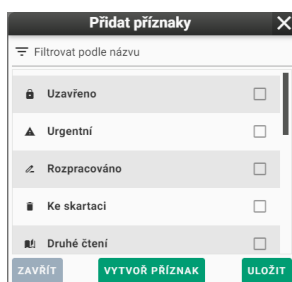 Přidat příznaky
Filtrovat podle názvu
Uzavřeno
Urgentní
Rozpracováno
Ke skartaci
Druhé čtení
ZAVŘÍT VYTVOŘ PŘÍZNAK ULOŽIT